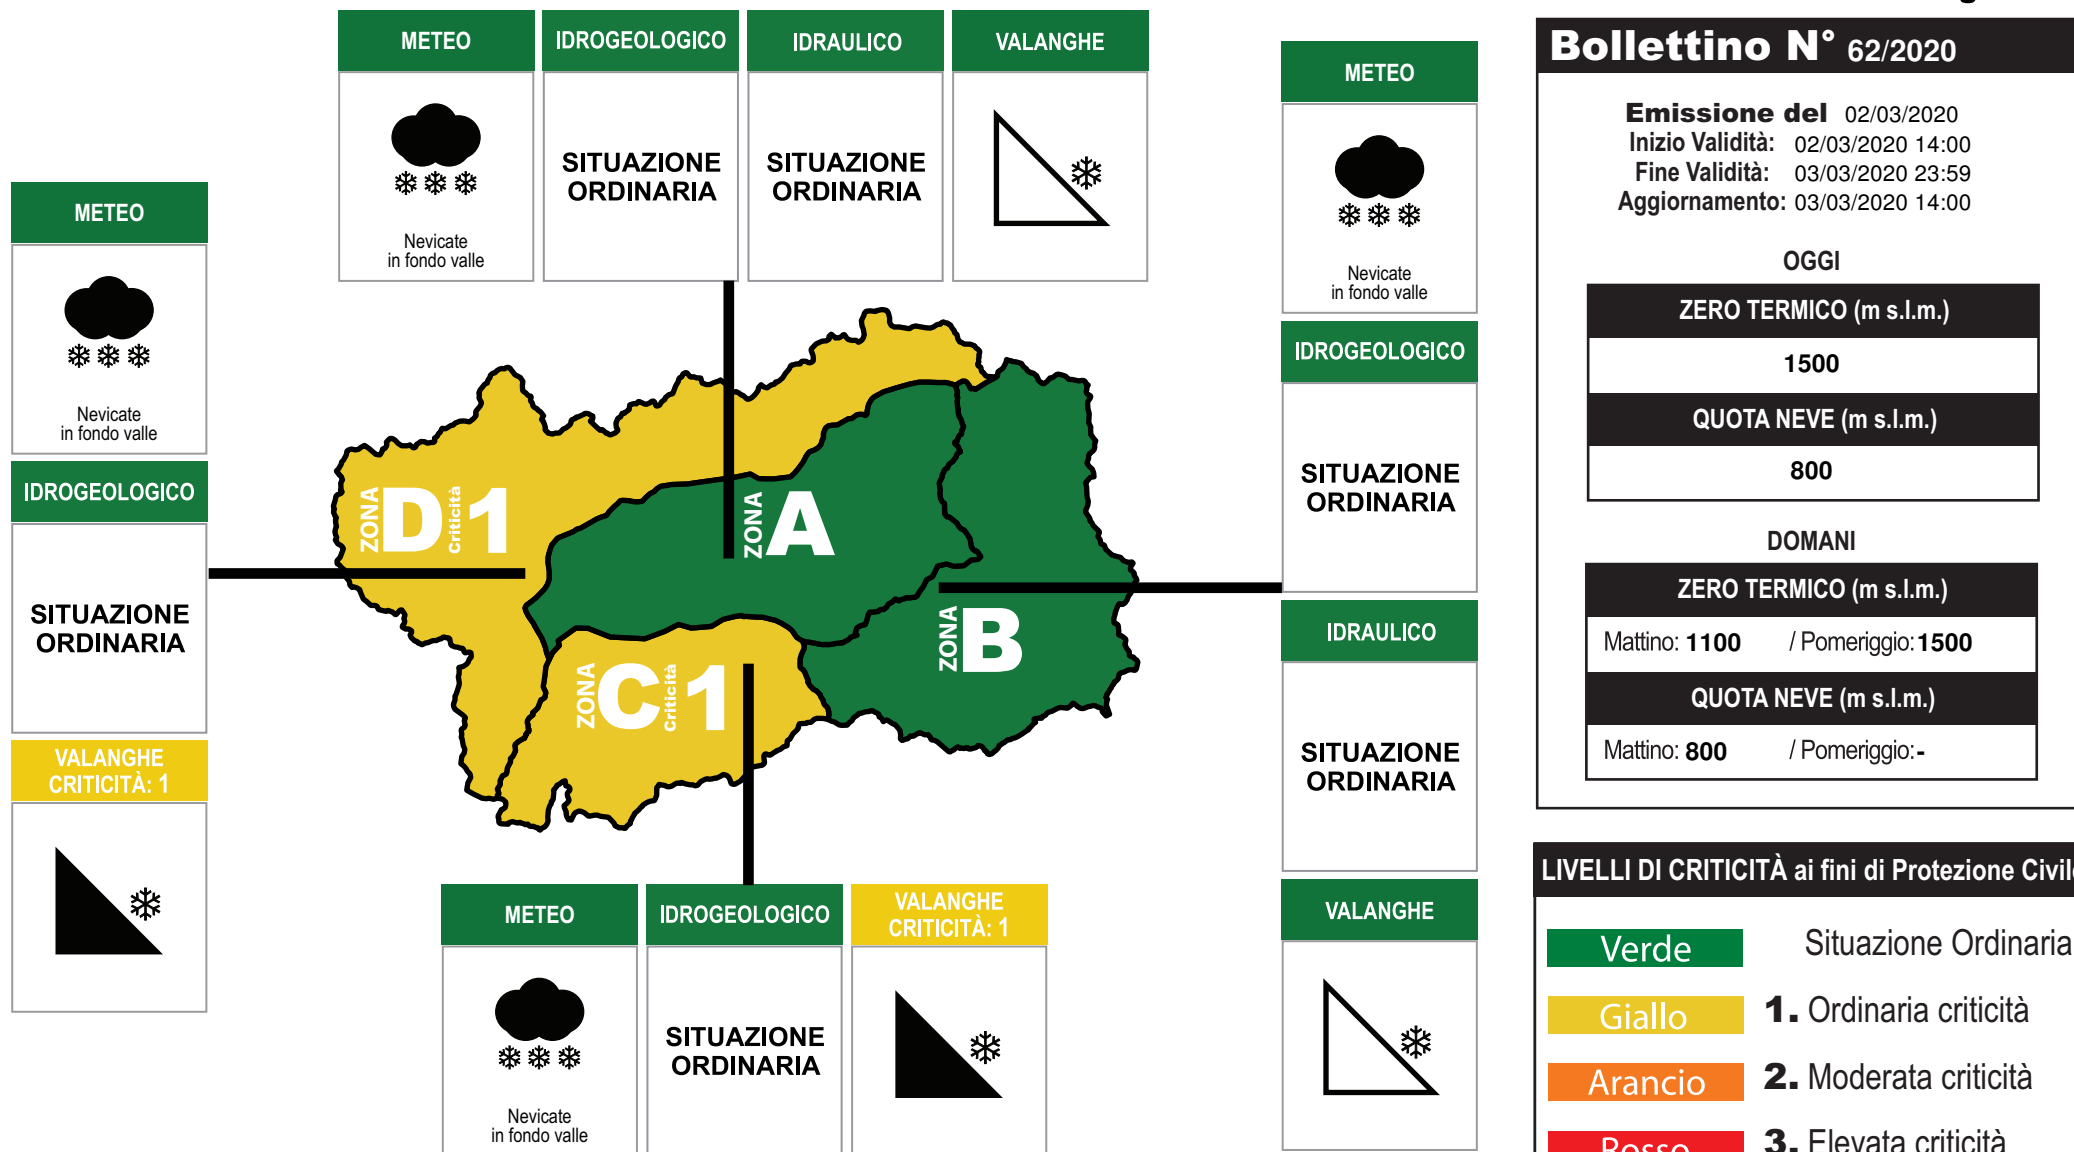 METEO
IDROGEOLOGICO
IDRAULICO
VALANGHE
Nevicate
in fondo valle
SITUAZIONE
ORDINARIA
SITUAZIONE
ORDINARIA
METEO
Nevicate
in fondo valle
IDROGEOLOGICO
SITUAZIONE
ORDINARIA
VALANGHE
CRITICITÀ: 1
ZONA D Criticità 1
ZONA A
ZONA B
ZONA C Criticità 1
METEO
Nevicate
in fondo valle
IDROGEOLOGICO
SITUAZIONE
ORDINARIA
IDRAULICO
SITUAZIONE
ORDINARIA
VALANGHE
METEO
IDROGEOLOGICO
VALANGHE
CRITICITÀ: 1
Nevicate
in fondo valle
SITUAZIONE
ORDINARIA
Bollettino N° 62/2020
Emissione del 02/03/2020
Inizio Validità: 02/03/2020 14:00
Fine Validità: 03/03/2020 23:59
Aggiornamento: 03/03/2020 14:00
OGGI
ZERO TERMICO (m s.l.m.)
1500
QUOTA NEVE (m s.l.m.)
800
DOMANI
ZERO TERMICO (m s.l.m.)
Mattino: 1100 / Pomeriggio: 1500
QUOTA NEVE (m s.l.m.)
Mattino: 800 / Pomeriggio: -
LIVELLI DI CRITICITÀ ai fini di Protezione Civile
Verde Situazione Ordinaria
Giallo 1. Ordinaria criticità
Arancio 2. Moderata criticità
Rosso 3. Elevata criticità